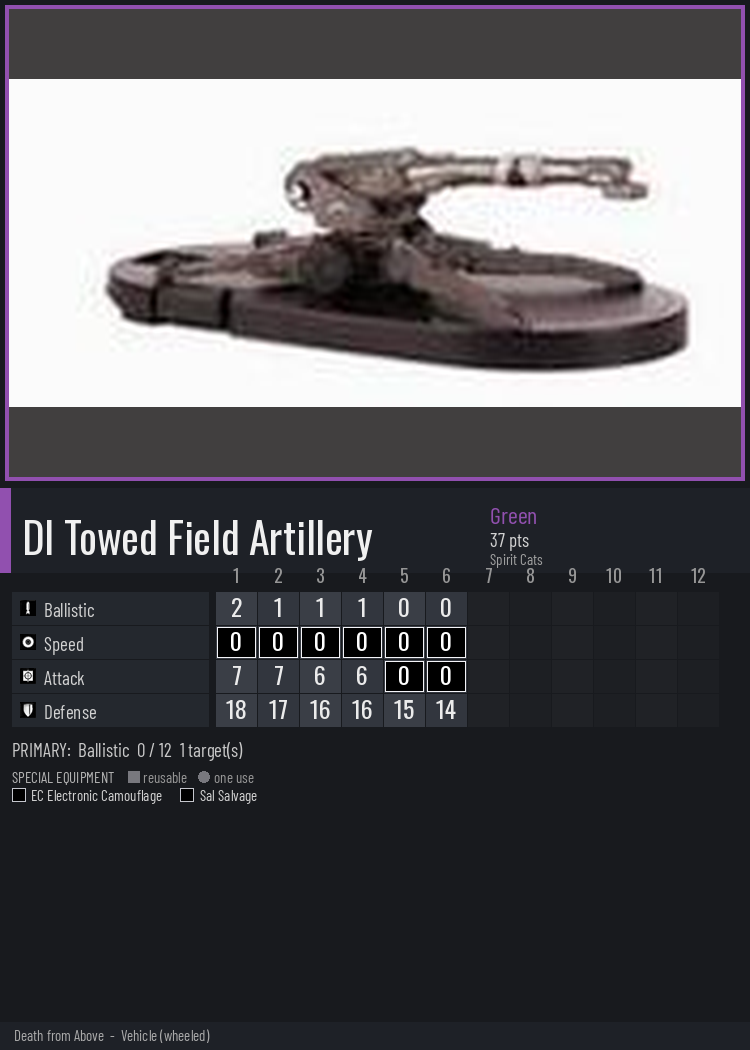 DI Towed Field Artillery
Green
37 pts
Spirit Cats
1 2 3 4 5 6 7 8 9 10 11 12
Ballistic 2 1 1 1 0 0
Speed 0 0 0 0 0 0
Attack 7 7 6 6 0 0
Defense 18 17 16 16 15 14
PRIMARY: Ballistic 0 / 12 1 target(s)
SPECIAL EQUIPMENT reusable one use
EC Electronic Camouflage Sal Salvage
Death from Above - Vehicle (wheeled)